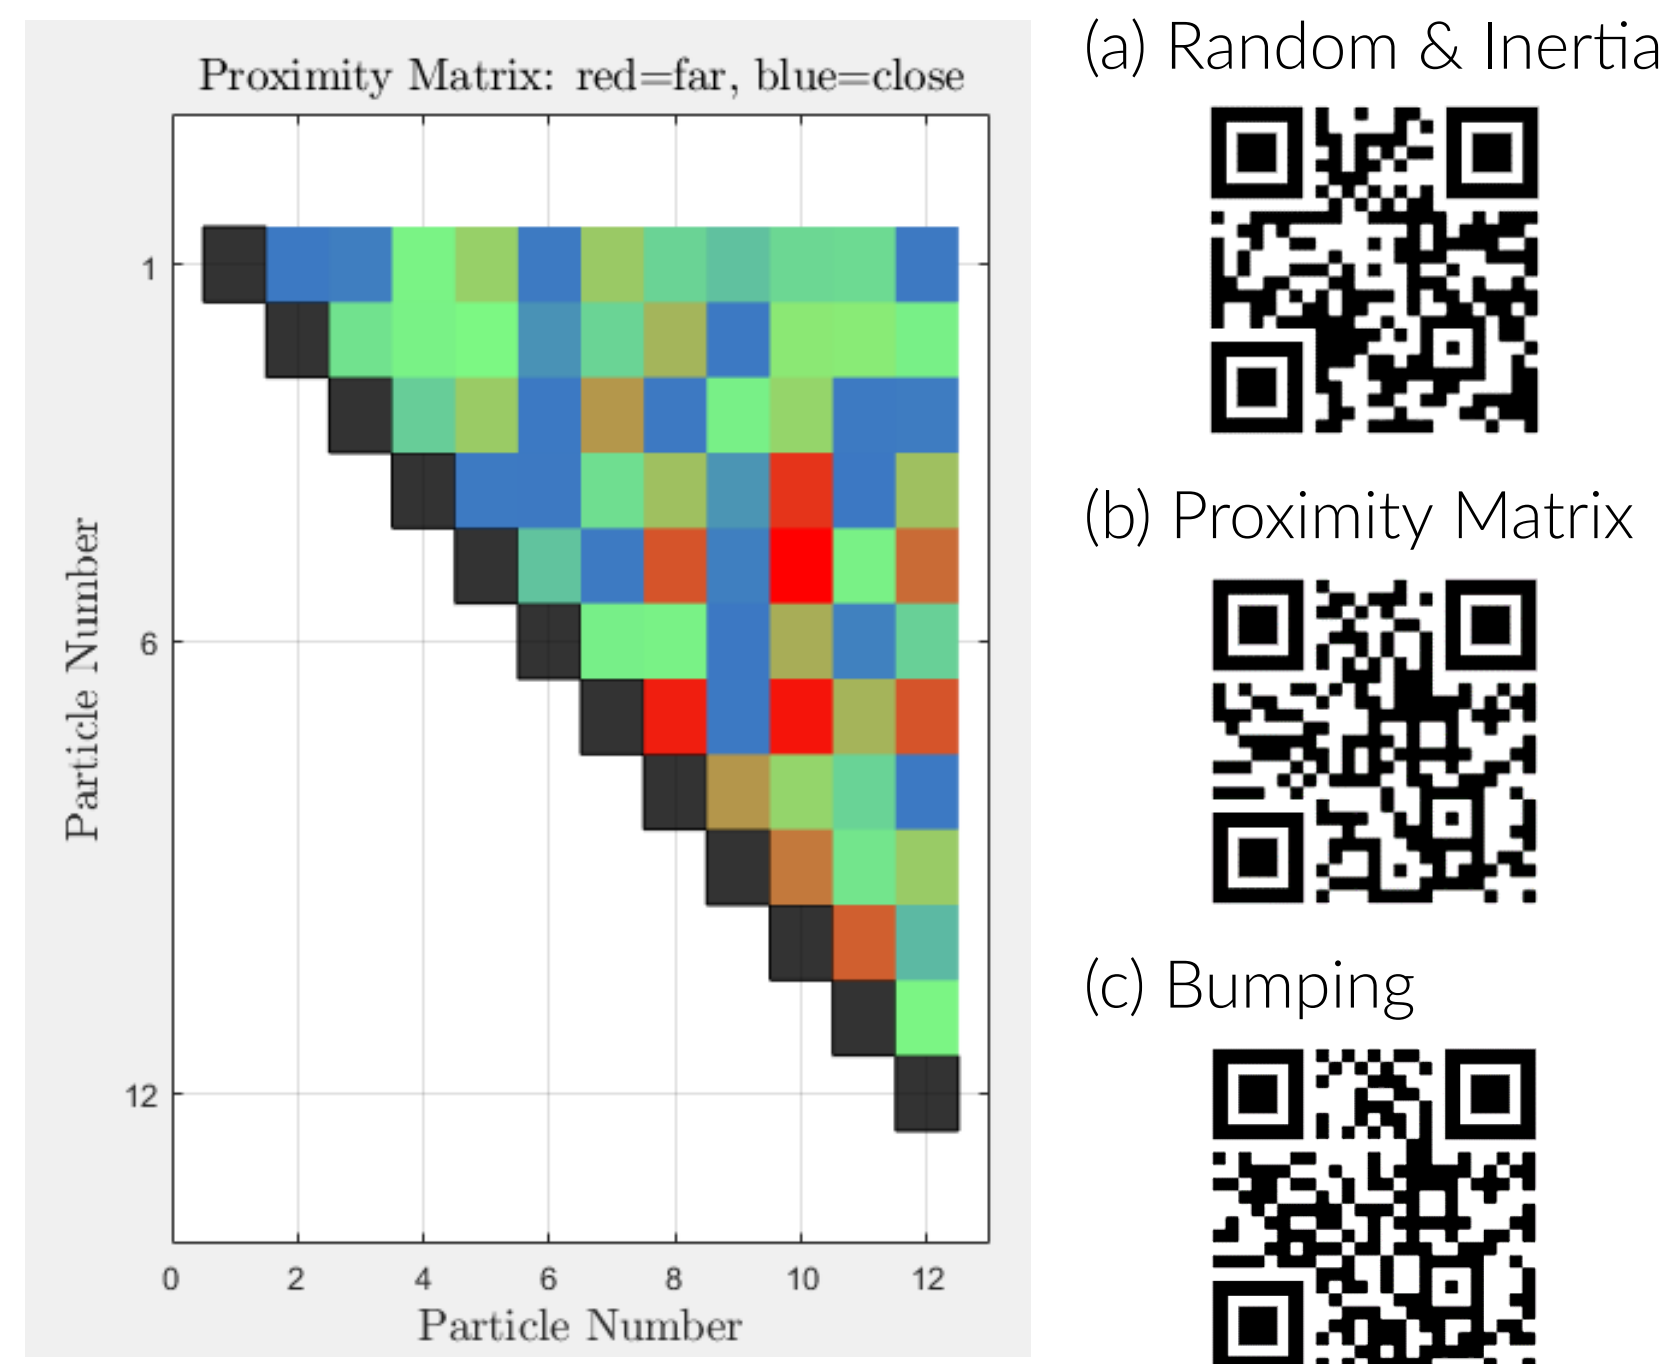 Proximity Matrix: red=far, blue=close
Particle Number
1
6
12
0 2 4 6 8 10 12
Particle Number
(a) Random & Inertia
(b) Proximity Matrix
(c) Bumping